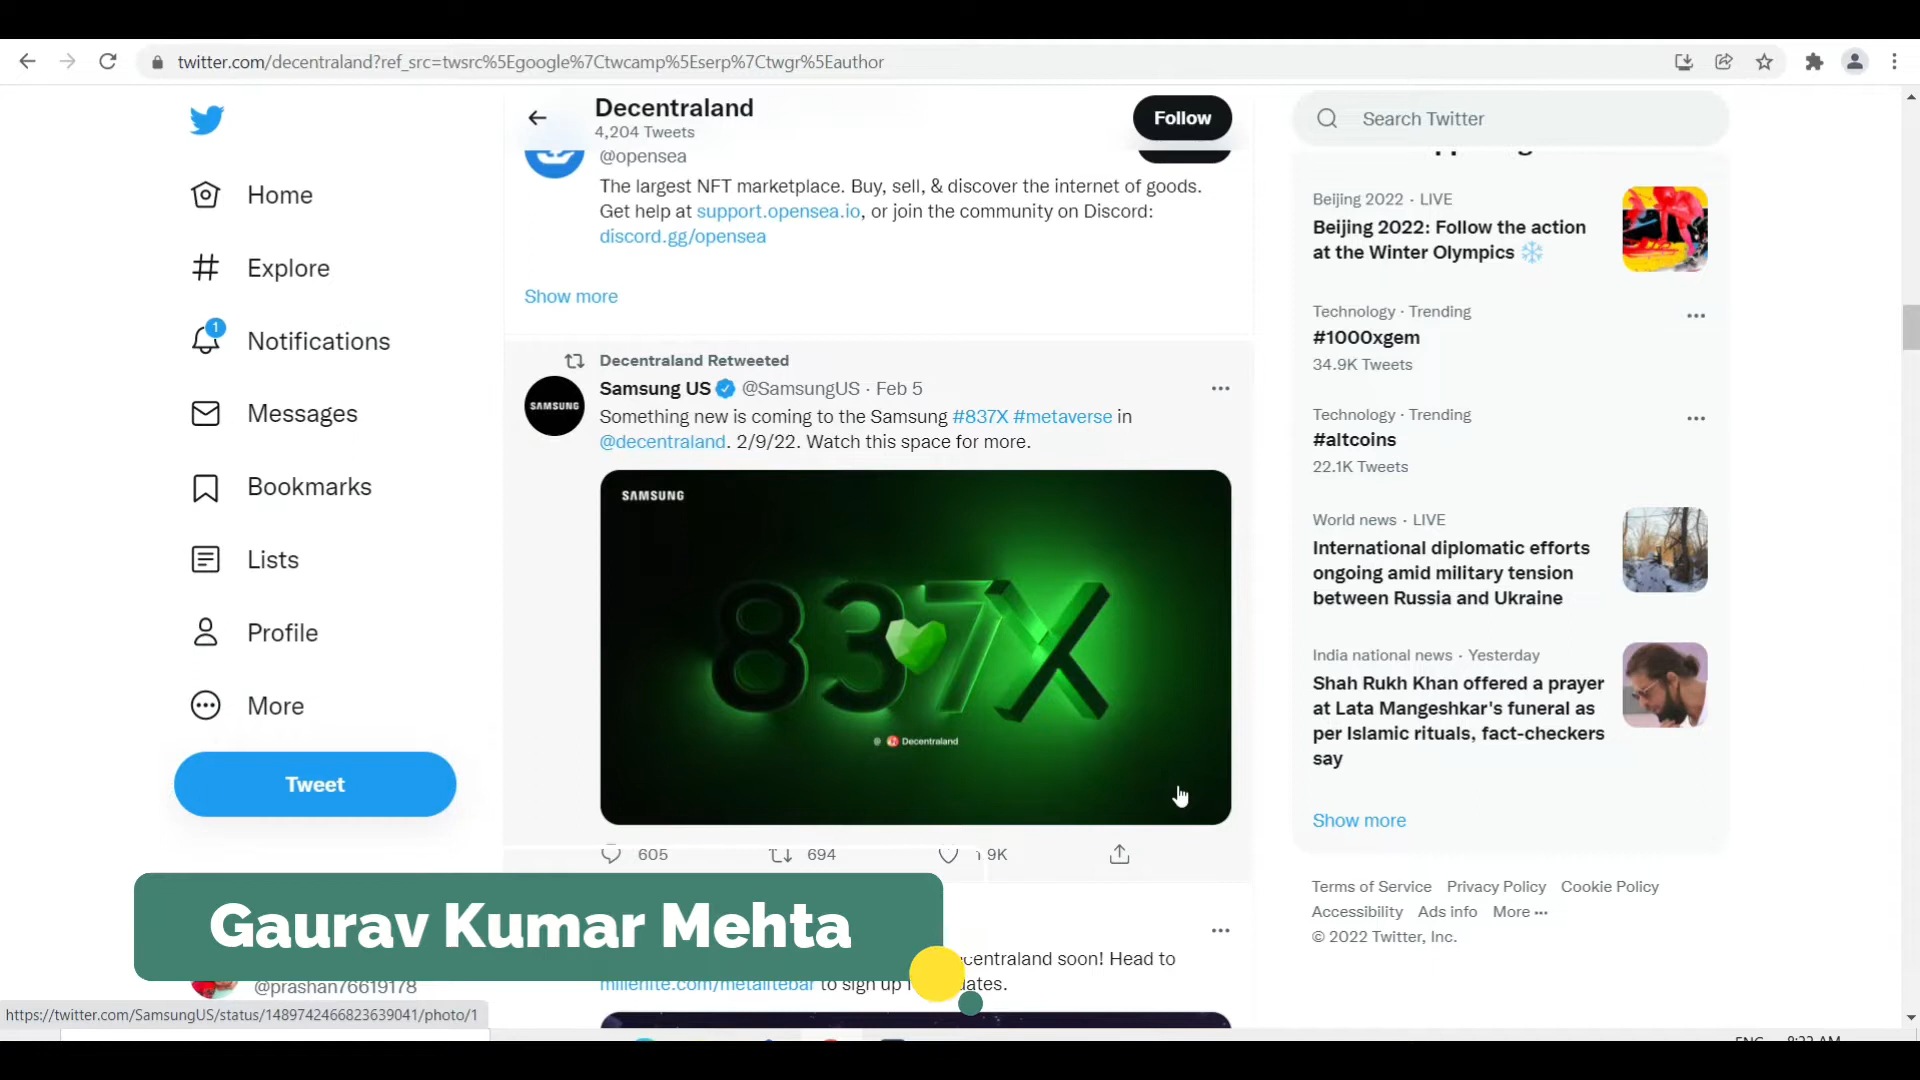 twitter.com/decentraland?ref_src=twsrc%5Egoogle%7Ctwcamp%5Eserp%7Ctwgr%5Eauthor
Home
Explore
1
Notifications
Messages
Bookmarks
Lists
Profile
More
Tweet
@prashan76619178
Decentraland
4,204 Tweets
Follow
@opensea
The largest NFT marketplace. Buy, sell, & discover the internet of goods.
Get help at support.opensea.io, or join the community on Discord:
discord.gg/opensea
Show more
Decentraland Retweeted
Samsung US @SamsungUS · Feb 5
Something new is coming to the Samsung #837X #metaverse in
@decentraland. 2/9/22. Watch this space for more.
SAMSUNG
SAMSUNG
837X
Decentraland
605
694
9K
Gaurav Kumar Mehta
soon! Head to
millerlite.com/metalitebar to sign up
Search Twitter
Beijing 2022 · LIVE
Beijing 2022: Follow the action
at the Winter Olympics
Technology · Trending
#1000xgem
34.9K Tweets
Technology · Trending
#altcoins
22.1K Tweets
World news · LIVE
International diplomatic efforts
ongoing amid military tension
between Russia and Ukraine
India national news · Yesterday
Shah Rukh Khan offered a prayer
at Lata Mangeshkar's funeral as
per Islamic rituals, fact-checkers
say
Show more
Terms of Service Privacy Policy Cookie Policy
Accessibility Ads info More ···
© 2022 Twitter, Inc.
https://twitter.com/SamsungUS/status/1489742466823639041/photo/1